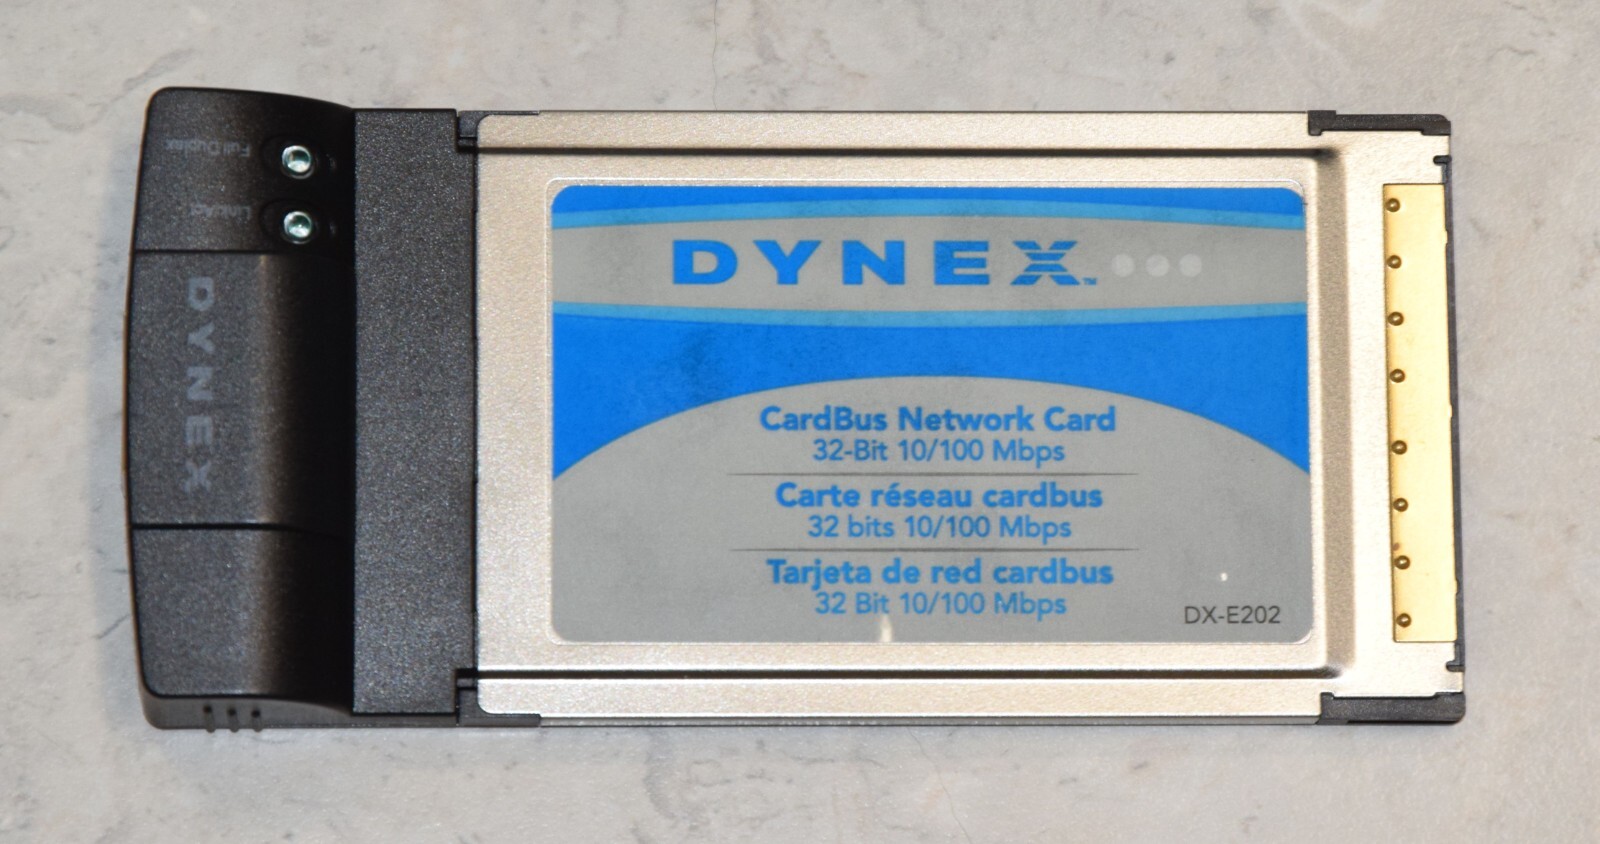 Full Duplex
Link/Act
DYNEX
DYNEX™
CardBus Network Card
32-Bit 10/100 Mbps
Carte réseau cardbus
32 bits 10/100 Mbps
Tarjeta de red cardbus
32 Bit 10/100 Mbps
DX-E202